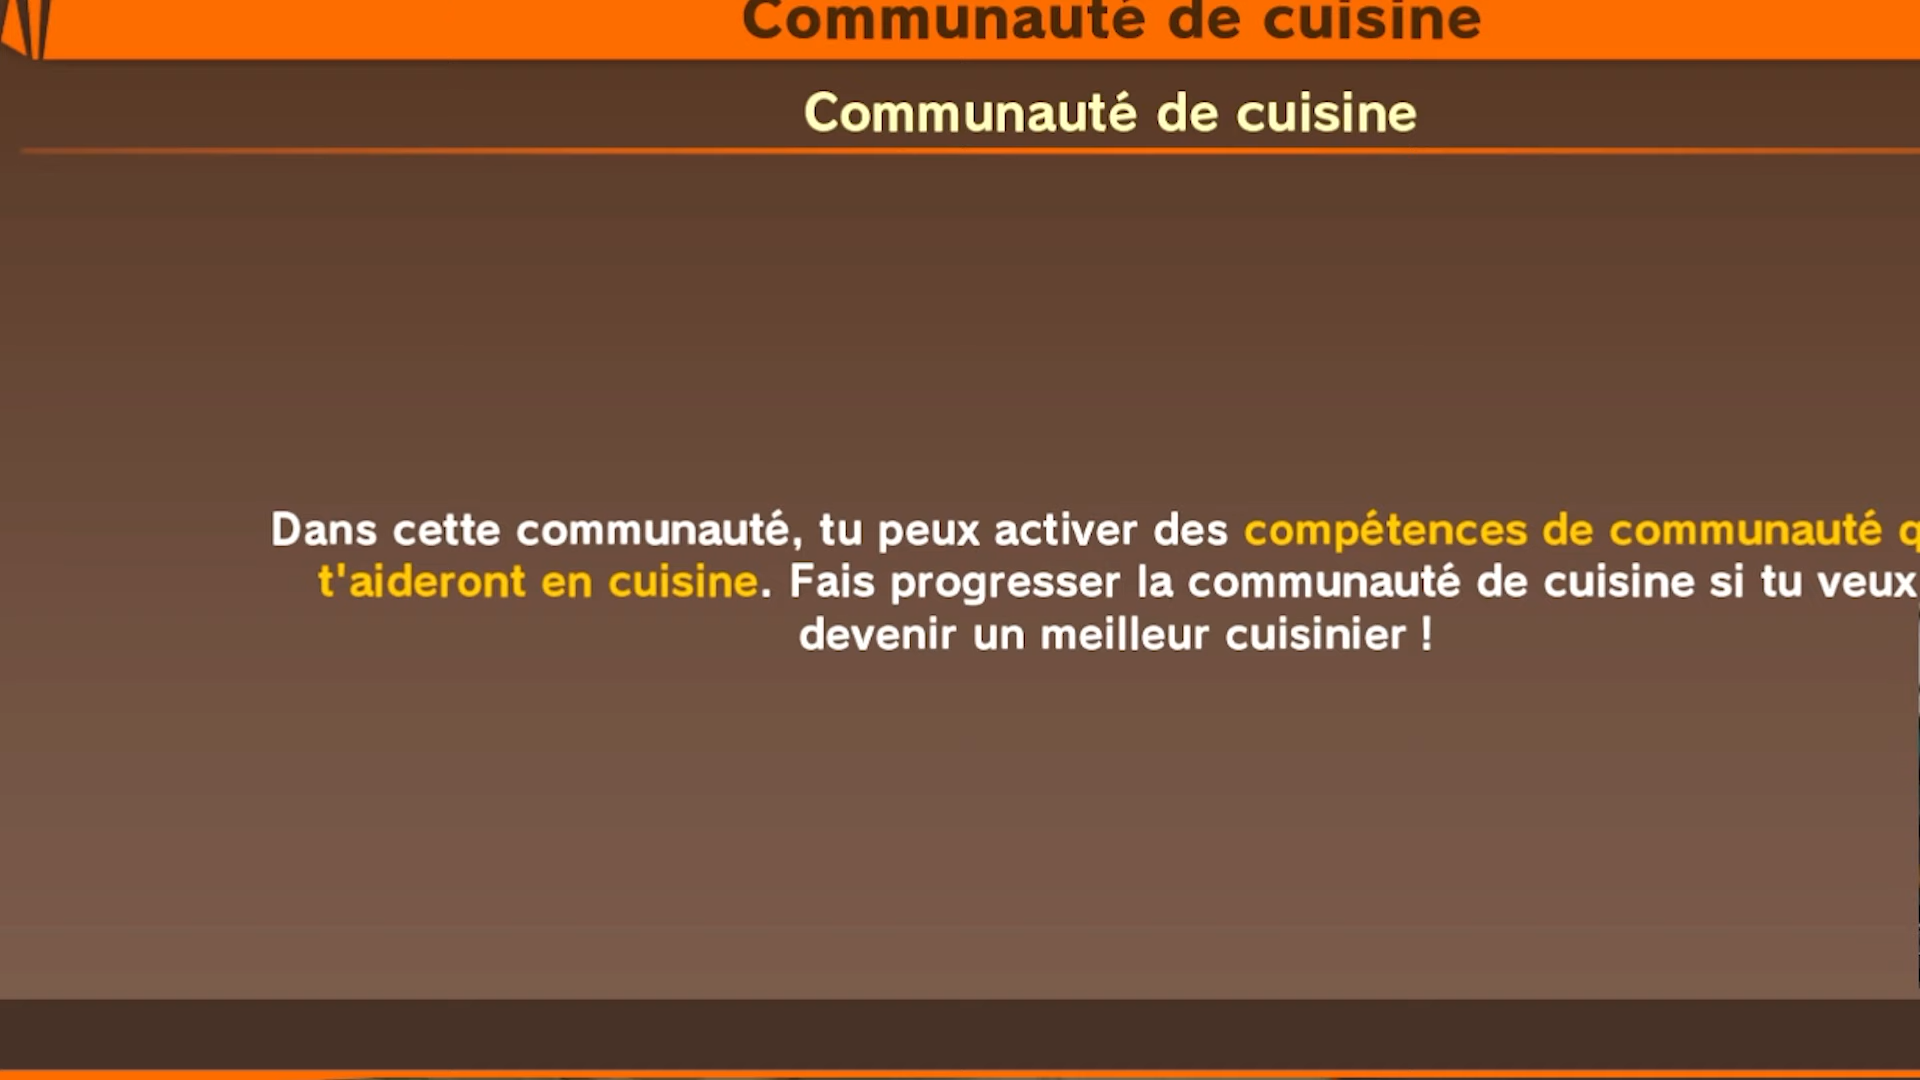 Communauté de cuisine
Communauté de cuisine
Dans cette communauté, tu peux activer des compétences de communauté
t'aideront en cuisine. Fais progresser la communauté de cuisine si tu veux
devenir un meilleur cuisinier !